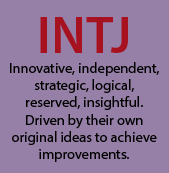 INTJ
Innovative, independent,
strategic, logical,
reserved, insightful.
Driven by their own
original ideas to achieve
improvements.